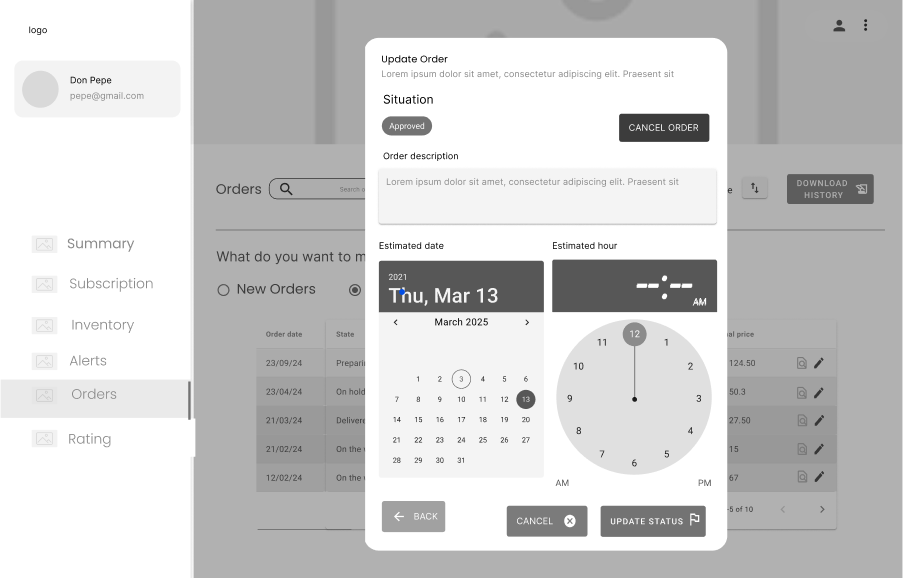 logo
Don Pepe
pepe@gmail.com
Summary
Subscription
Inventory
Alerts
Orders
Rating
Orders
Search o
DOWNLOAD HISTORY
What do you want to m
New Orders
Order date State al price
23/09/24 Preparin 124.50
23/04/24 On hold 50.3
21/03/24 Delivere 27.50
21/02/24 On the 15
12/02/24 On the 67
-5 of 10
Update Order
Lorem ipsum dolor sit amet, consectetur adipiscing elit. Praesent sit
Situation
Approved
CANCEL ORDER
Order description
Lorem ipsum dolor sit amet, consectetur adipiscing elit. Praesent sit
Estimated date
2021
Thu, Mar 13
March 2025
1 2 3 4 5 6
7 8 9 10 11 12 13
14 15 16 17 18 19 20
21 22 23 24 25 26 27
28 29 30 31
Estimated hour
--:--
AM
12
1
2
3
4
5
6
7
8
9
10
11
AM PM
BACK
CANCEL
UPDATE STATUS